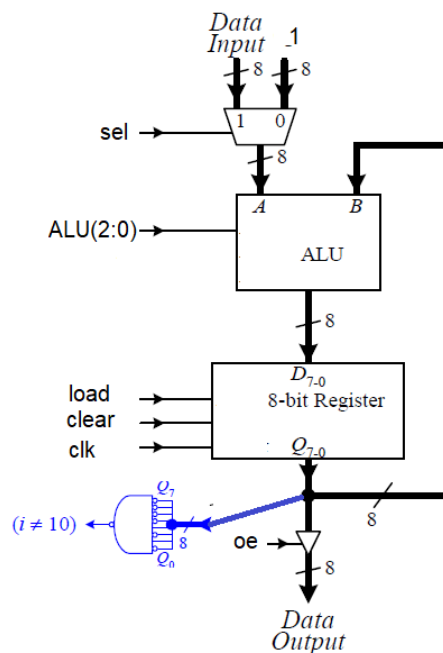 Data
Input
_1
8
8
1
0
sel
8
A
B
ALU(2:0)
ALU
8
D7-0
8-bit Register
load
clear
clk
Q7-0
Q7
(i ≠ 10)
8
Q0
8
oe
8
Data
Output